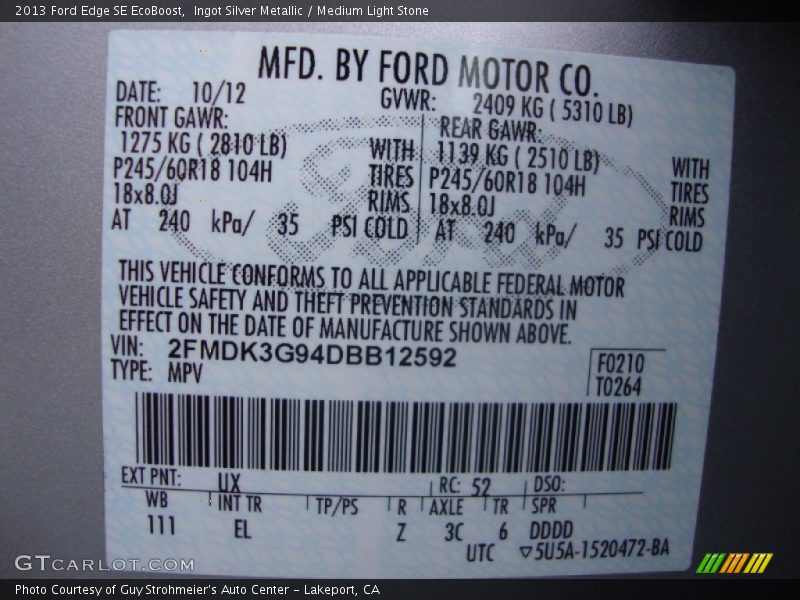 2013 Ford Edge SE EcoBoost, Ingot Silver Metallic / Medium Light Stone
MFD. BY FORD MOTOR CO.
DATE: 10/12 GVWR: 2409 KG ( 5310 LB)
FRONT GAWR: REAR GAWR:
1275 KG ( 2810 LB) WITH 1139 KG ( 2510 LB) WITH
P245/60R18 104H TIRES P245/60R18 104H TIRES
18x8.0J RIMS 18x8.0J RIMS
AT 240 kPa/ 35 PSI COLD AT 240 kPa/ 35 PSI COLD
Ford
THIS VEHICLE CONFORMS TO ALL APPLICABLE FEDERAL MOTOR
VEHICLE SAFETY AND THEFT PREVENTION STANDARDS IN
EFFECT ON THE DATE OF MANUFACTURE SHOWN ABOVE.
VIN: 2FMDK3G94DBB12592
TYPE: MPV
F0210
T0264
EXT PNT: UX RC: 52 DSO:
WB INT TR TP/PS R AXLE TR SPR
111 EL Z 3C 6 DDDD
UTC ▽5U5A-1520472-BA
GTCARLOT.COM
Photo Courtesy of Guy Strohmeier's Auto Center – Lakeport, CA